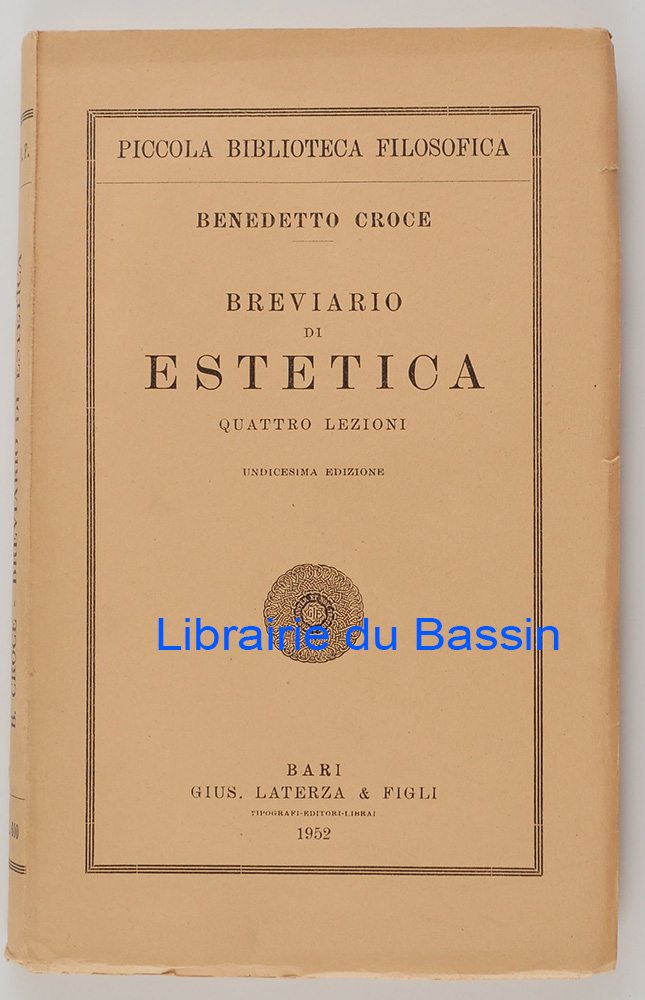 PICCOLA BIBLIOTECA FILOSOFICA
BENEDETTO CROCE
BREVIARIO
DI
ESTETICA
QUATTRO LEZIONI
UNDICESIMA EDIZIONE
Librairie du Bassin
BARI
GIUS. LATERZA & FIGLI
TIPOGRAFI-EDITORI-LIBRAI
1952
B. CROCE - BREVIARIO DI ESTETICA